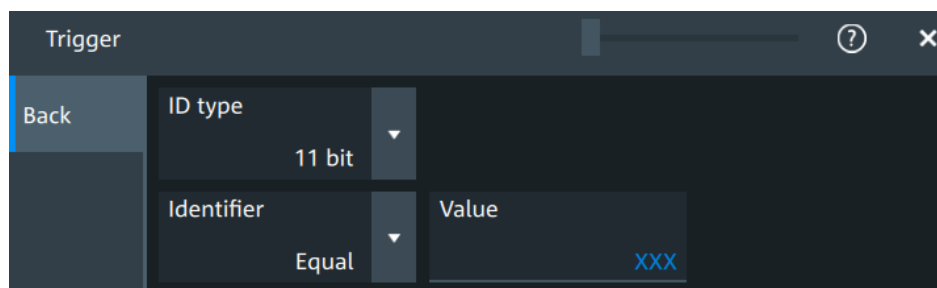 Trigger
Back
ID type
11 bit
Identifier
Equal
Value
XXX